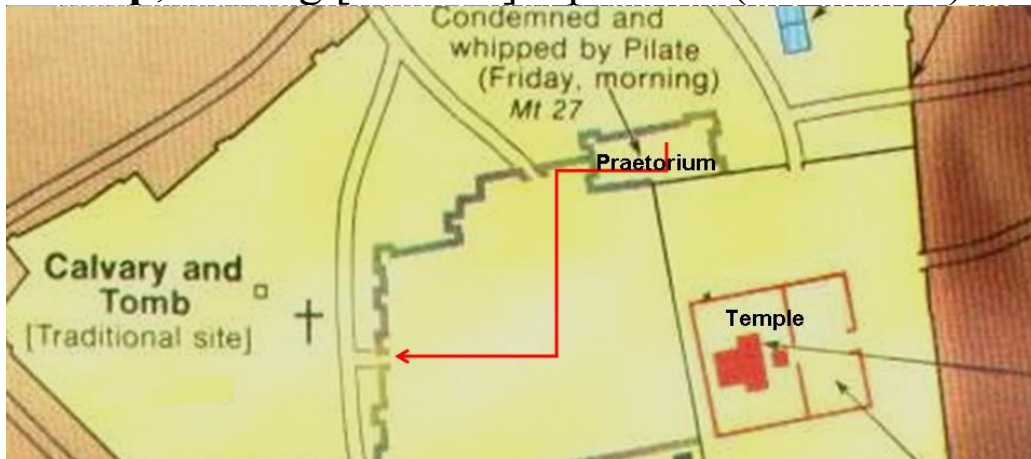 Condemned and
whipped by Pilate
(Friday, morning)
Mt 27
Praetorium
Calvary and
Tomb
[Traditional site]
Temple